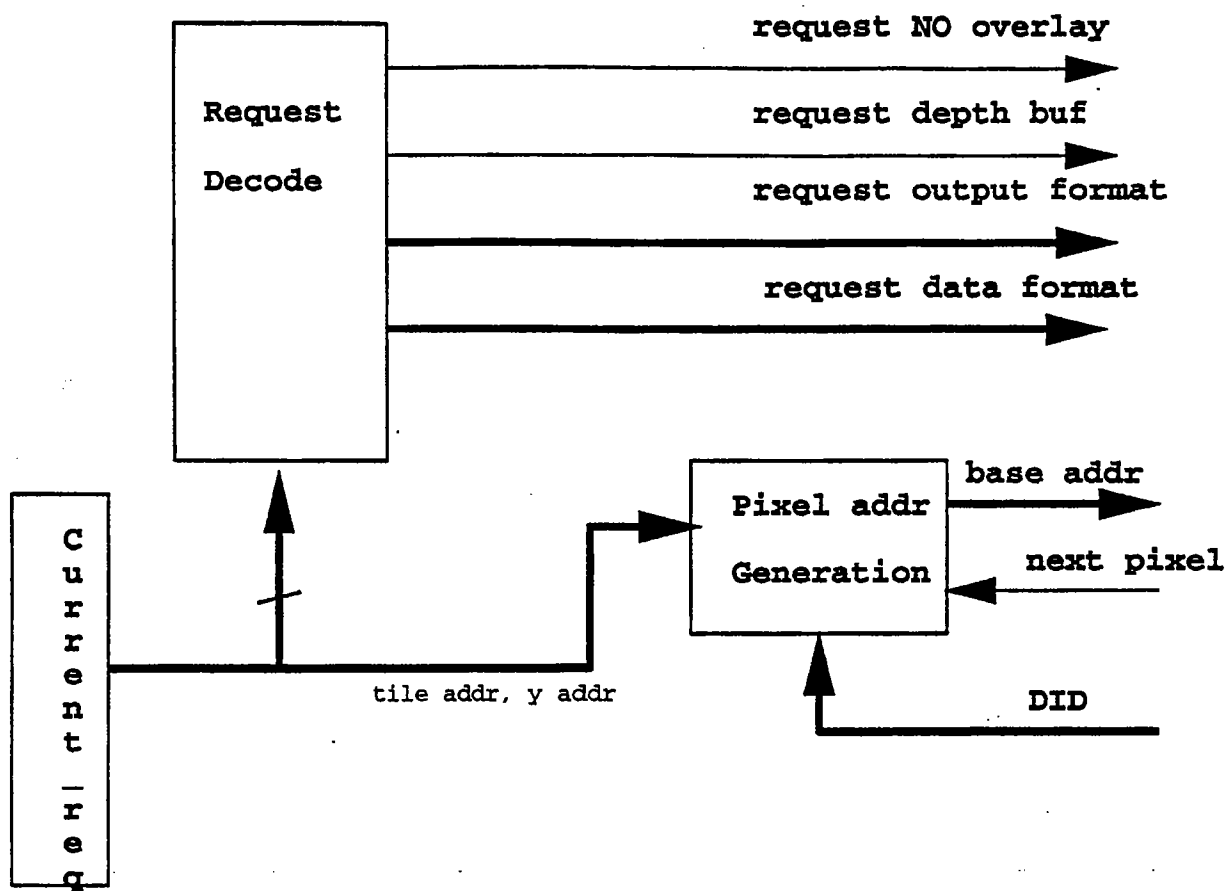 request NO overlay
Request
Decode
request depth buf
request output format
request data format
Pixel addr
Generation
base addr
next pixel
DID
tile addr, y addr
Current_req